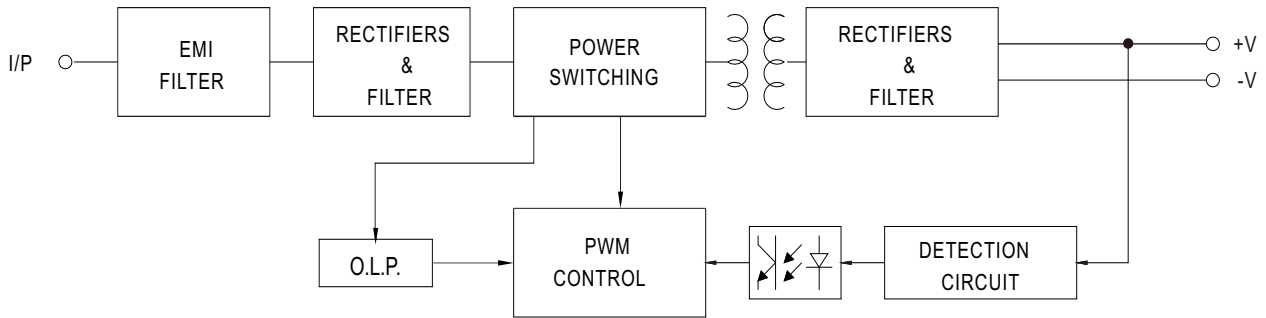 I/P
EMI
FILTER
RECTIFIERS
&
FILTER
POWER
SWITCHING
RECTIFIERS
&
FILTER
+V
-V
O.L.P.
PWM
CONTROL
DETECTION
CIRCUIT